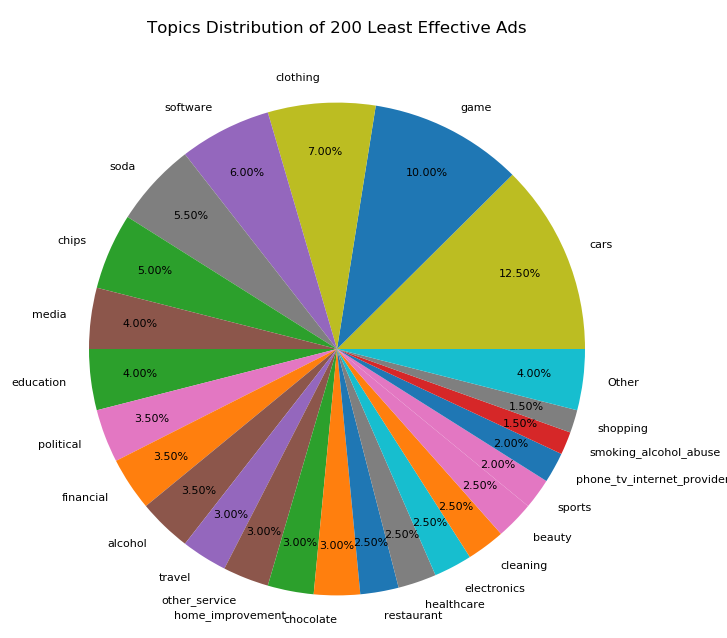 Topics Distribution of 200 Least Effective Ads
clothing
software
game
7.00%
6.00%
10.00%
soda
5.50%
chips
cars
5.00%
12.50%
media
4.00%
education
4.00%
4.00%
Other
political
3.50%
1.50%
shopping
1.50%
smoking_alcohol_abuse
financial
3.50%
2.00%
phone_tv_internet_provider
2.00%
sports
alcohol
3.50%
2.50%
beauty
travel
3.00%
2.50%
cleaning
other_service
3.00%
2.50%
electronics
home_improvement
3.00%
2.50%
healthcare
chocolate
3.00%
2.50%
restaurant